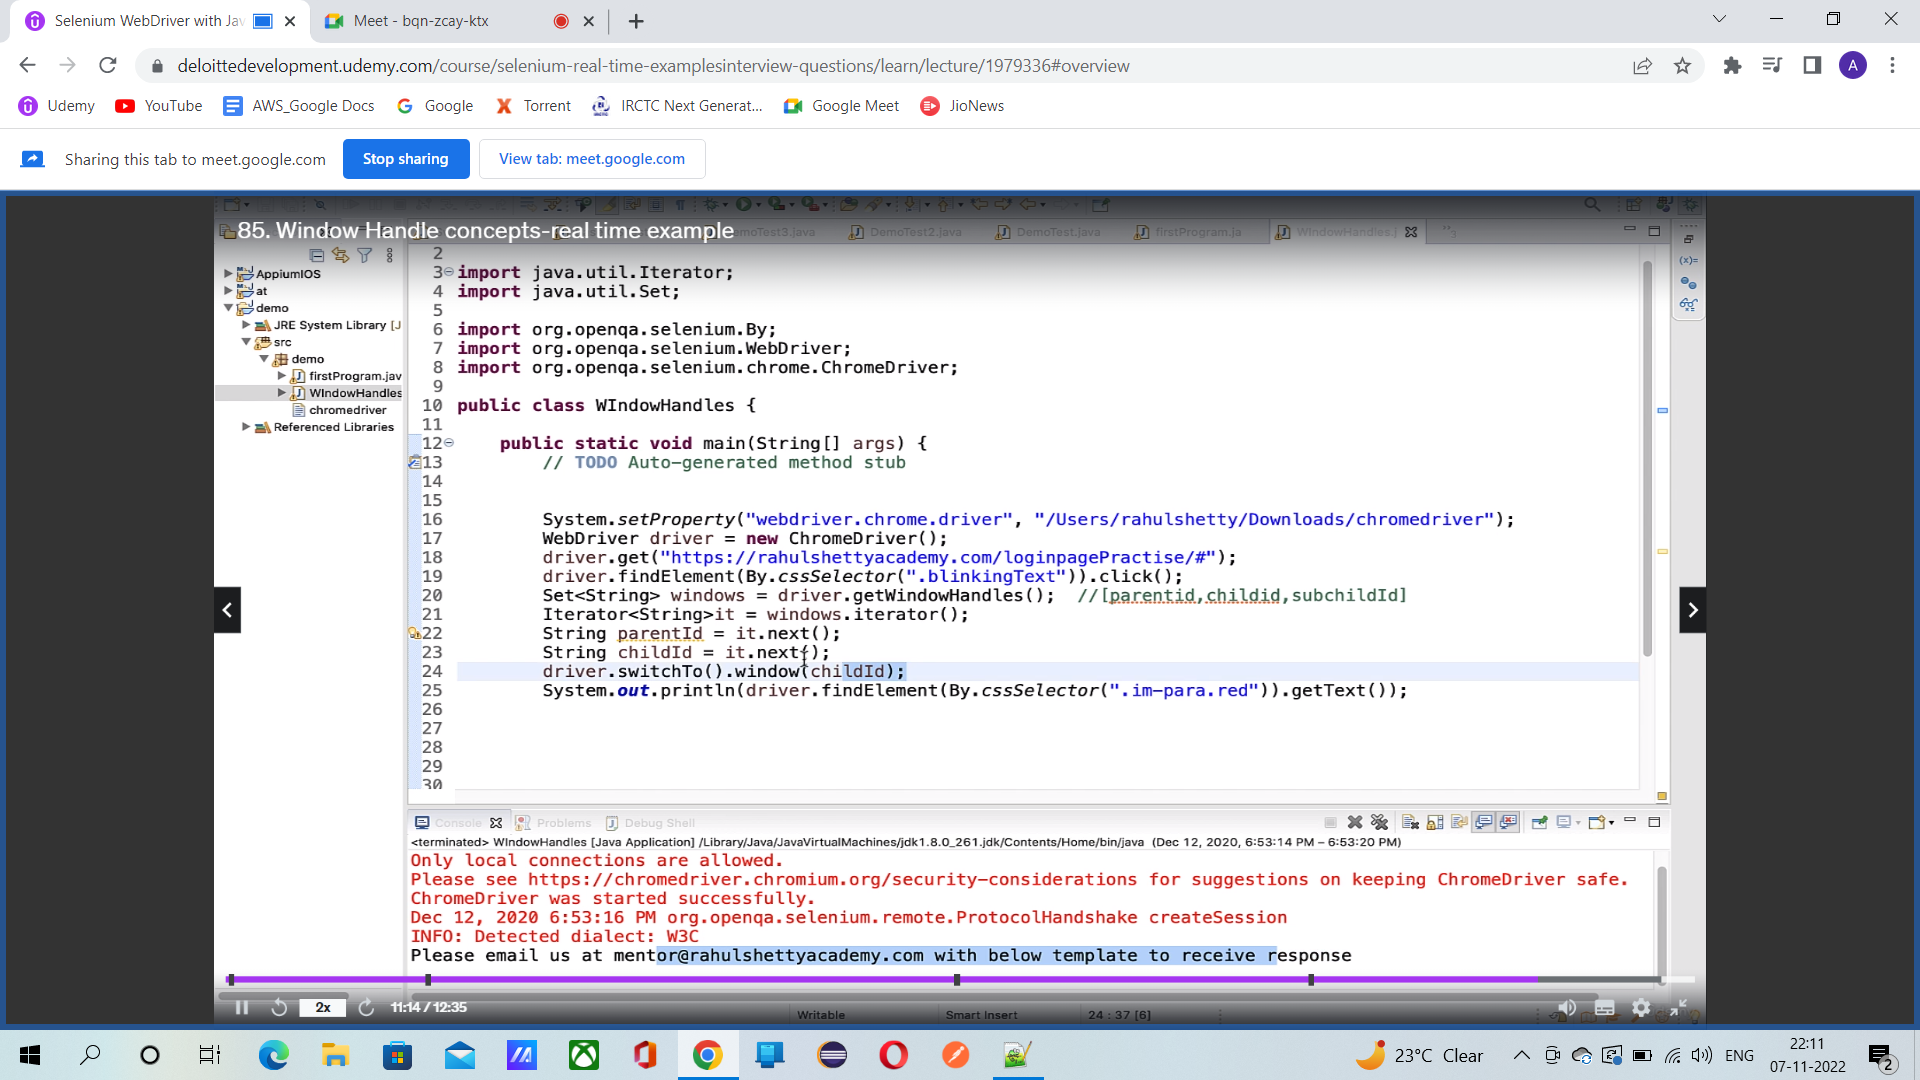 Selenium WebDriver with Jav
Meet - bqn-zcay-ktx
deloittedevelopment.udemy.com/course/selenium-real-time-examplesinterview-questions/learn/lecture/1979336#overview
A
Udemy
YouTube
AWS_Google Docs
Google
Torrent
IRCTC Next Generat...
Google Meet
JioNews
Sharing this tab to meet.google.com
Stop sharing
View tab: meet.google.com
85. Window Handle concepts-real time example
moTest3.java
DemoTest2.java
DemoTest.java
firstProgram.ja
WIndowHandles.j
AppiumIOS
at
demo
JRE System Library [J
src
demo
firstProgram.jav
WIndowHandles
chromedriver
Referenced Libraries
2
3 import java.util.Iterator;
4 import java.util.Set;
5
6 import org.openqa.selenium.By;
7 import org.openqa.selenium.WebDriver;
8 import org.openqa.selenium.chrome.ChromeDriver;
9
10 public class WIndowHandles {
11
12 public static void main(String[] args) {
13 // TODO Auto-generated method stub
14
15
16 System.setProperty("webdriver.chrome.driver", "/Users/rahulshetty/Downloads/chromedriver");
17 WebDriver driver = new ChromeDriver();
18 driver.get("https://rahulshettyacademy.com/loginpagePractise/#");
19 driver.findElement(By.cssSelector(".blinkingText")).click();
20 Set<String> windows = driver.getWindowHandles(); //[parentid,childid,subchildId]
21 Iterator<String>it = windows.iterator();
22 String parentId = it.next();
23 String childId = it.next();
24 driver.switchTo().window(childId);
25 System.out.println(driver.findElement(By.cssSelector(".im-para.red")).getText());
26
27
28
29
30
Console
Problems
Debug Shell
<terminated> WIndowHandles [Java Application] /Library/Java/JavaVirtualMachines/jdk1.8.0_261.jdk/Contents/Home/bin/java (Dec 12, 2020, 6:53:14 PM – 6:53:20 PM)
Only local connections are allowed.
Please see https://chromedriver.chromium.org/security-considerations for suggestions on keeping ChromeDriver safe.
ChromeDriver was started successfully.
Dec 12, 2020 6:53:16 PM org.openqa.selenium.remote.ProtocolHandshake createSession
INFO: Detected dialect: W3C
Please email us at mentor@rahulshettyacademy.com with below template to receive response
2x
11:14 / 12:35
Writable
Smart Insert
24 : 37 [6]
23°C Clear
ENG
22:11
07-11-2022
2